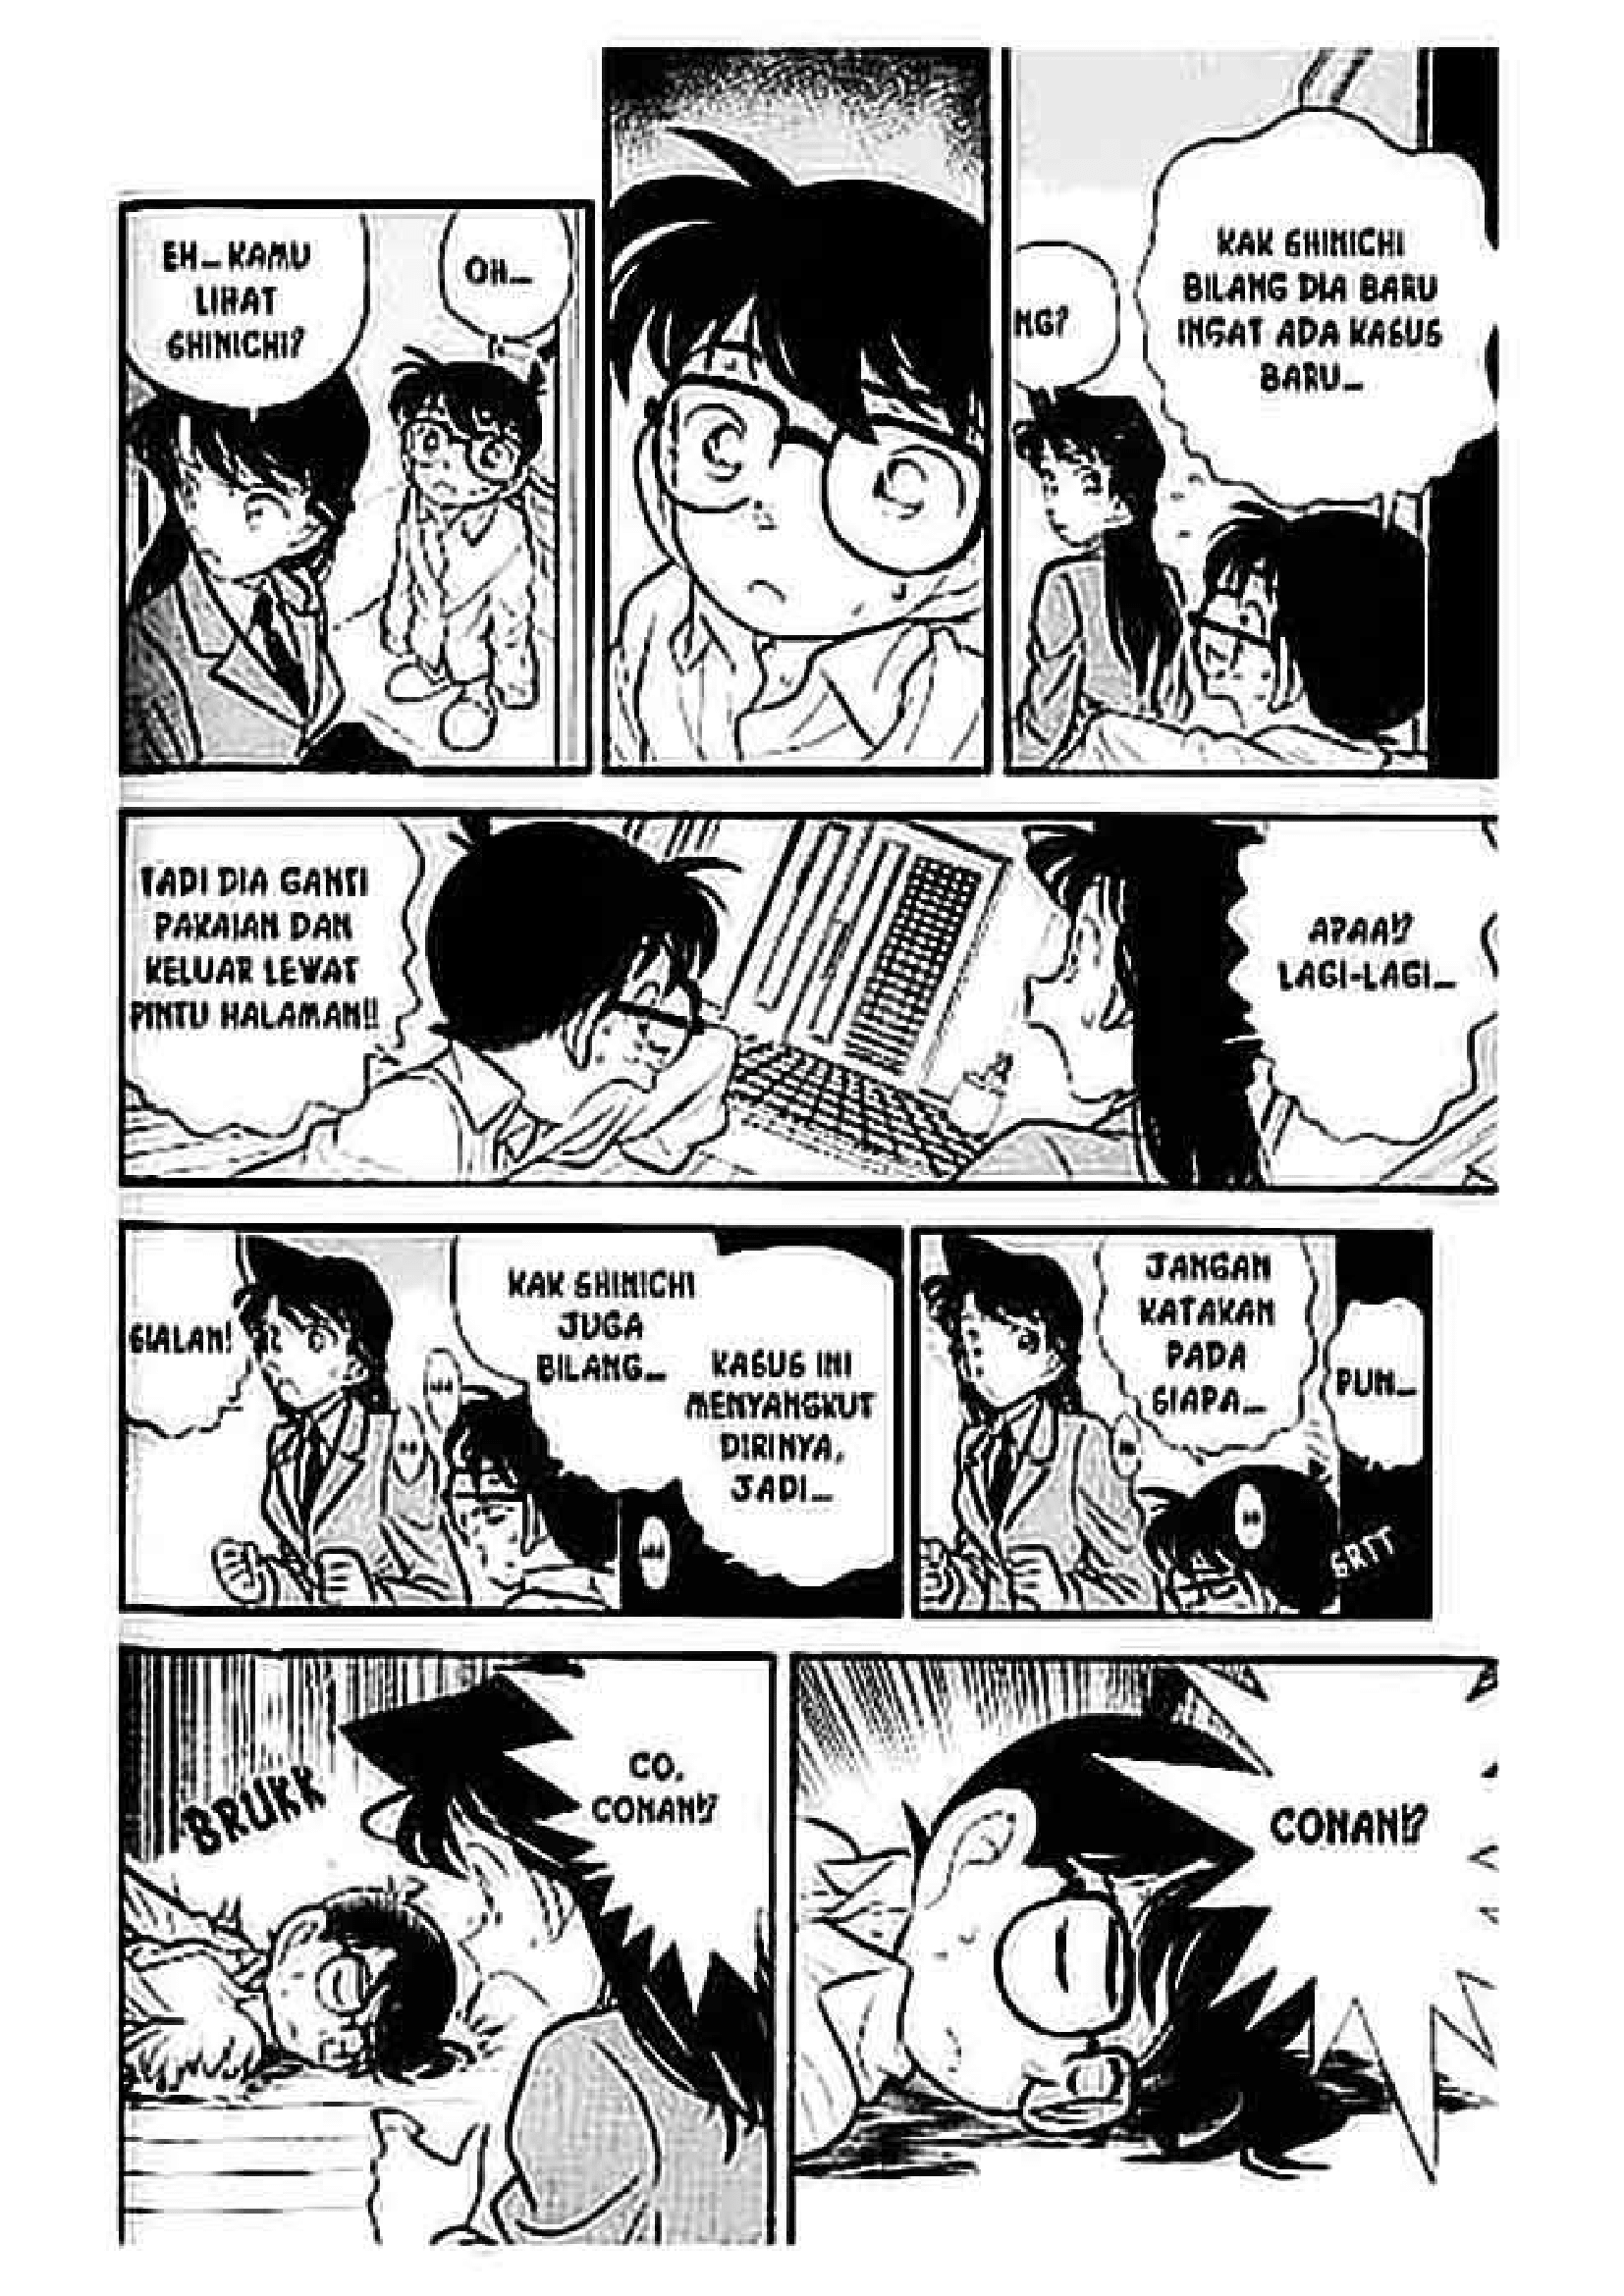 EH... KAMU
LIHAT
SHINICHI?
OH...
NG?
KAK SHINICHI
BILANG DIA BARU
INGAT ADA KASUS
BARU...
TADI DIA GANTI
PAKAIAN DAN
KELUAR LEWAT
PINTU HALAMAN!!
APAA!?
LAGI-LAGI...
SIALAN!
KAK SHINICHI
JUGA
BILANG...
KASUS INI
MENYANGKUT
DIRINYA,
JADI...
JANGAN
KATAKAN
PADA
SIAPA...
PUN...
GRTT
BRUKK
CO,
CONAN!?
CONAN!?